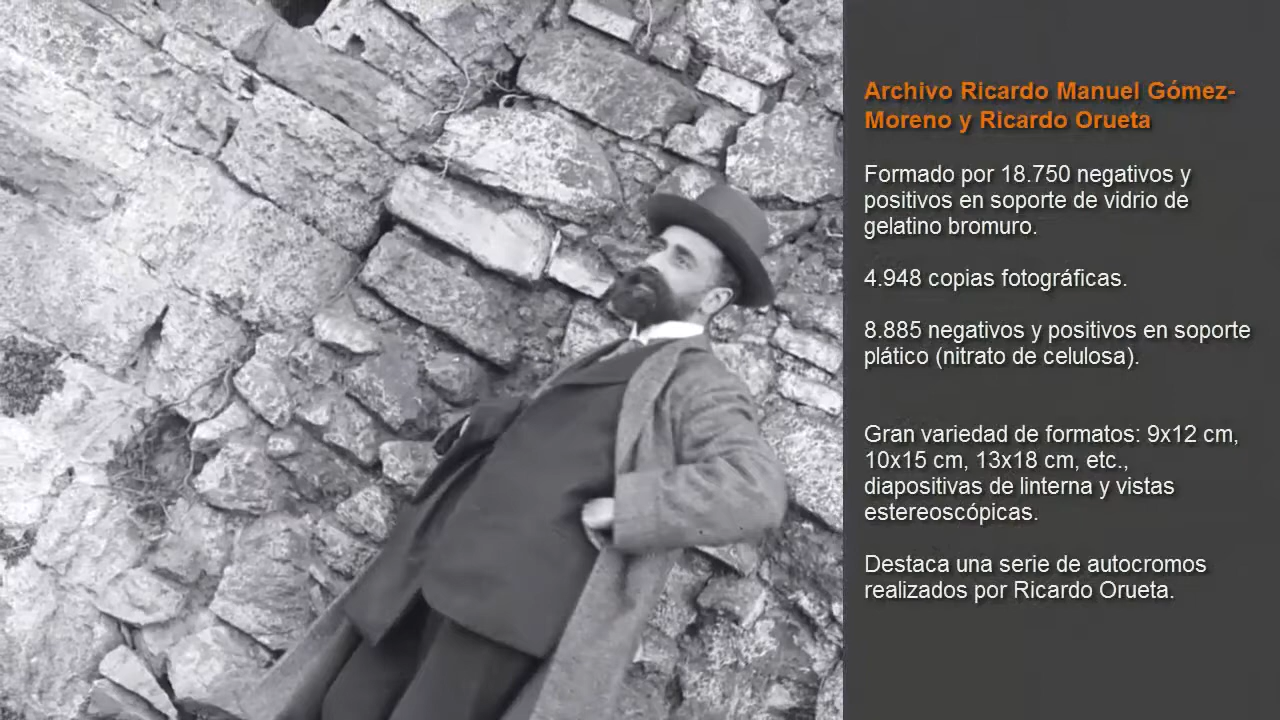 Archivo Ricardo Manuel Gómez-
Moreno y Ricardo Orueta
Formado por 18.750 negativos y
positivos en soporte de vidrio de
gelatino bromuro.
4.948 copias fotográficas.
8.885 negativos y positivos en soporte
plático (nitrato de celulosa).
Gran variedad de formatos: 9x12 cm,
10x15 cm, 13x18 cm, etc.,
diapositivas de linterna y vistas
estereoscópicas.
Destaca una serie de autocromos
realizados por Ricardo Orueta.